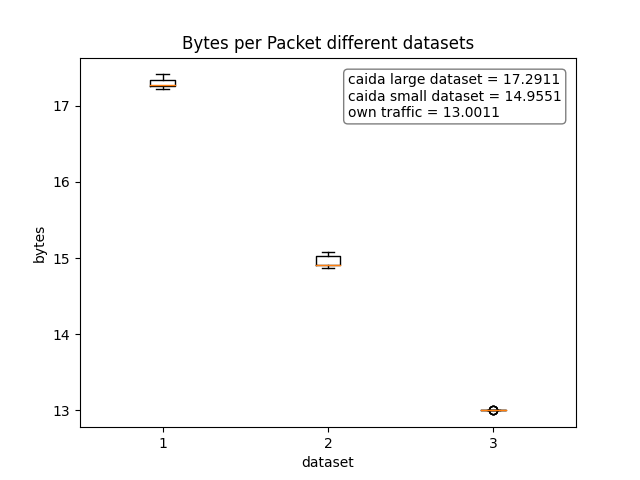 Bytes per Packet different datasets
caida large dataset = 17.2911
caida small dataset = 14.9551
own traffic = 13.0011
bytes
17
16
15
14
13
1 2 3
dataset